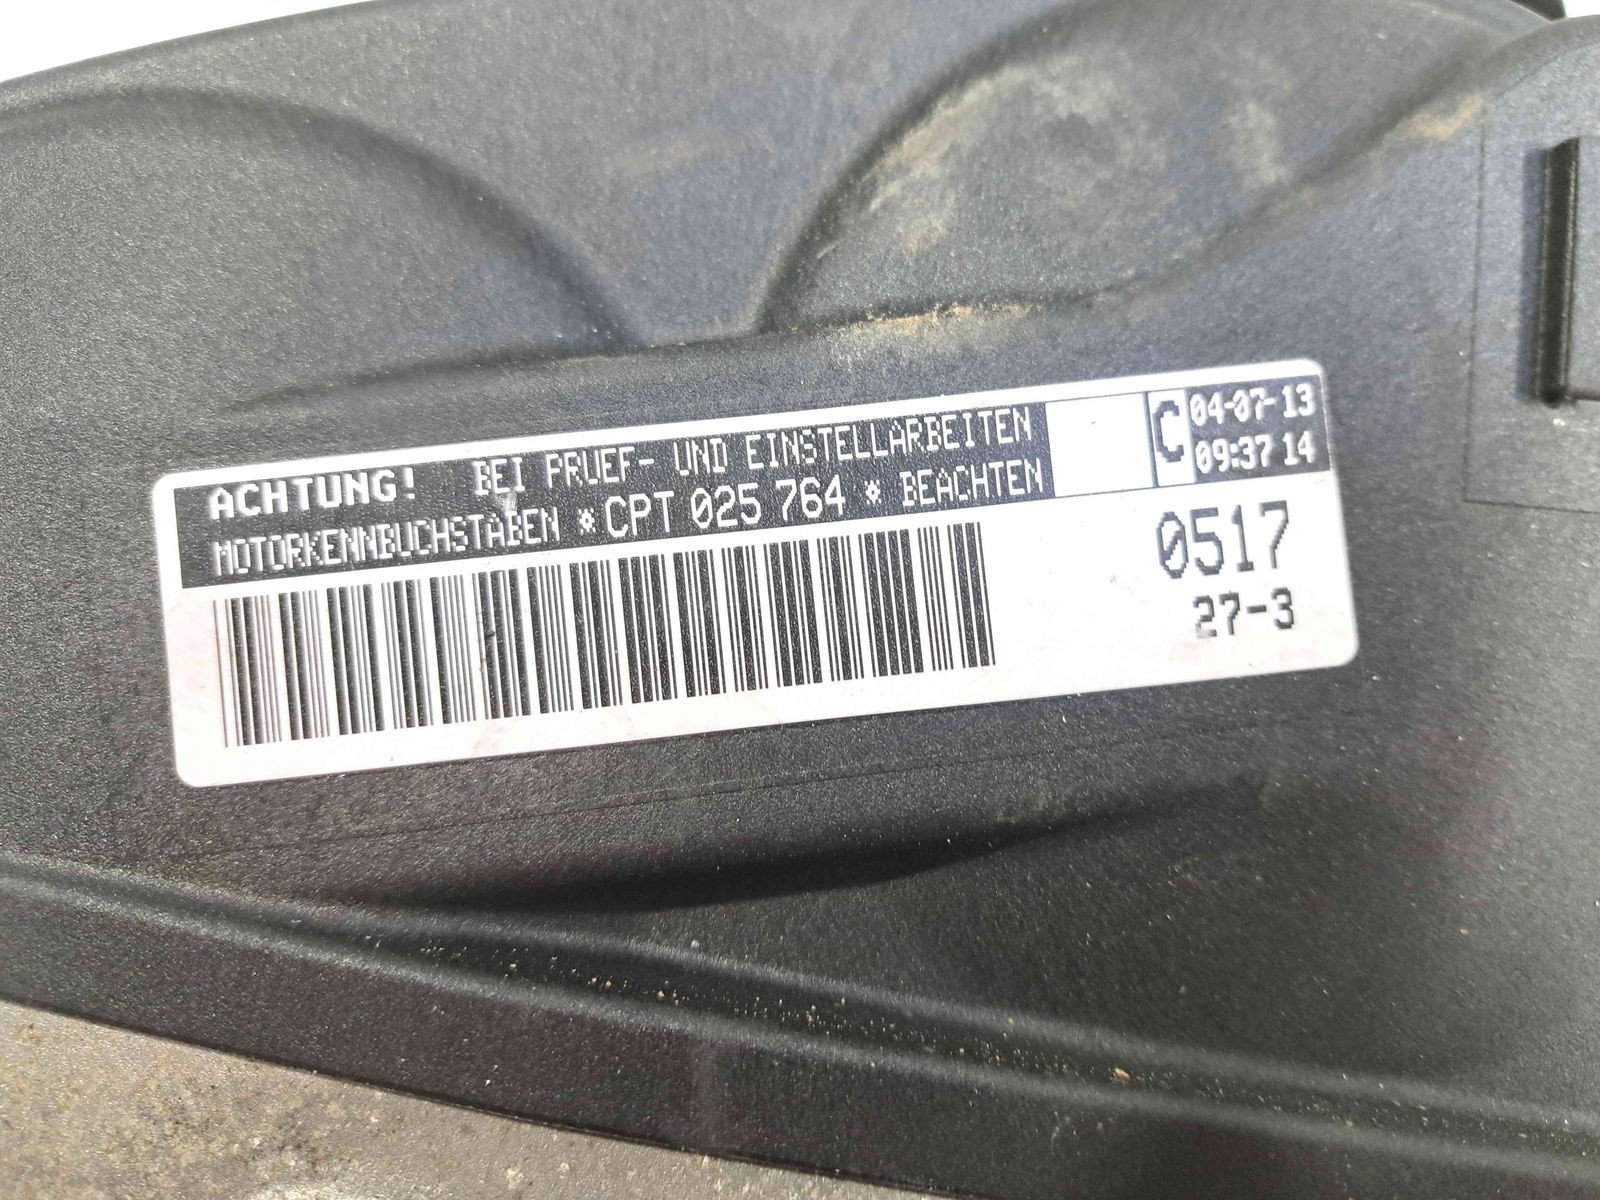 ACHTUNG! BEI PRUEF- UND EINSTELLARBEITEN
MOTORKENNBUCHSTABEN * CPT 025 764 * BEACHTEN
C
04-07-13
09:37 14
0517
27-3